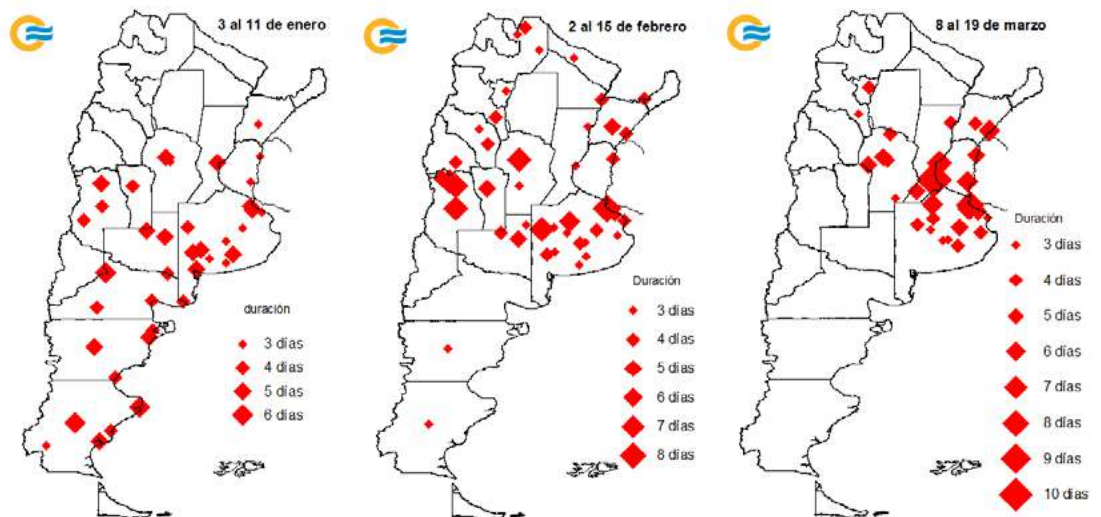 3 al 11 de enero
duración
3 días
4 días
5 días
6 días
2 al 15 de febrero
Duración
3 días
4 días
5 días
6 días
7 días
8 días
8 al 19 de marzo
Duración
3 días
4 días
5 días
6 días
7 días
8 días
9 días
10 días